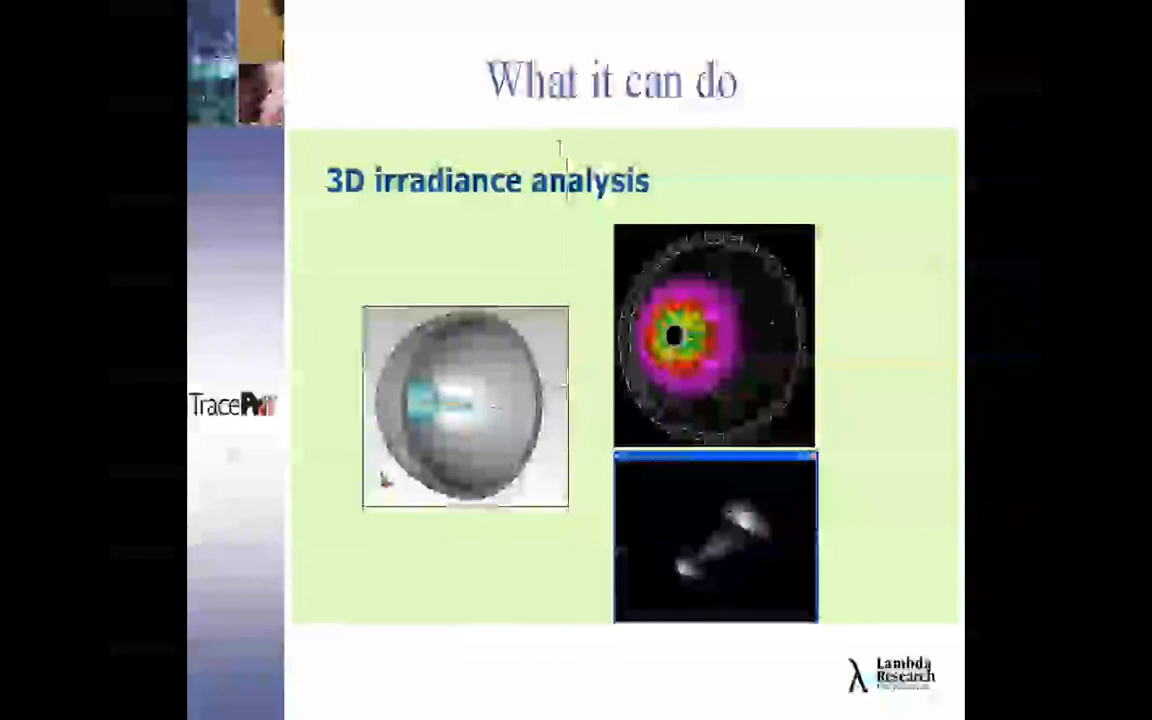 What it can do
3D irradiance analysis
TracePro
Lambda
Research